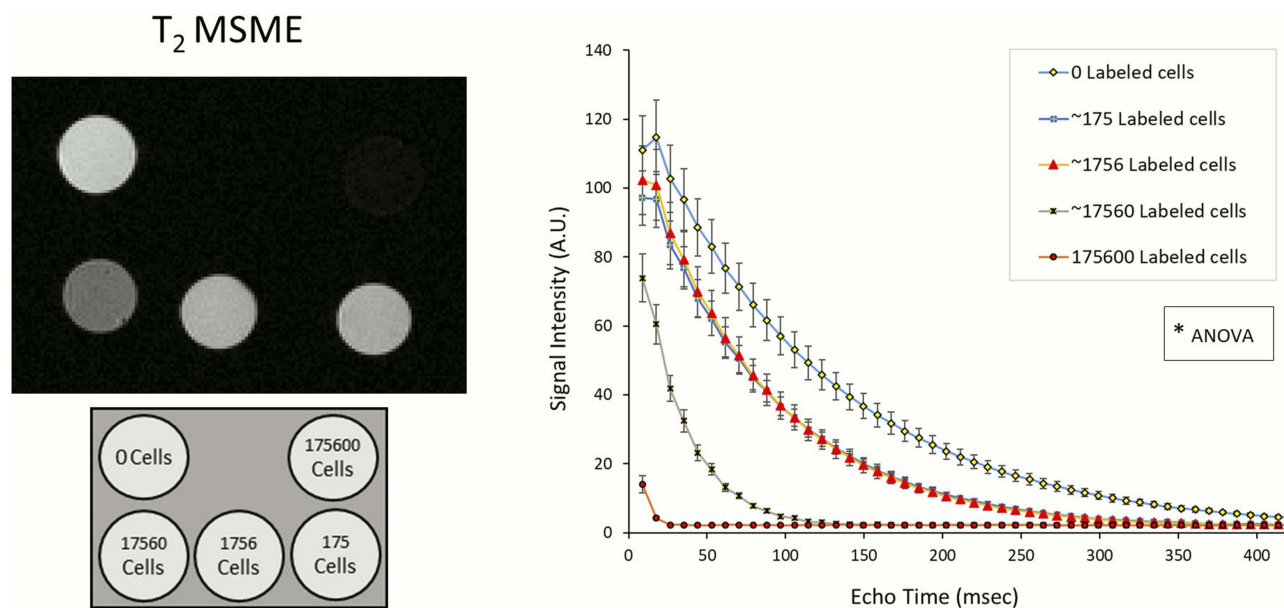 T2 MSME
0 Cells
175600
Cells
17560
Cells
1756
Cells
175
Cells
140
120
100
80
60
40
20
0
Signal Intensity (A.U.)
0 50 100 150 200 250 300 350 400
Echo Time (msec)
0 Labeled cells
~175 Labeled cells
~1756 Labeled cells
~17560 Labeled cells
175600 Labeled cells
* ANOVA